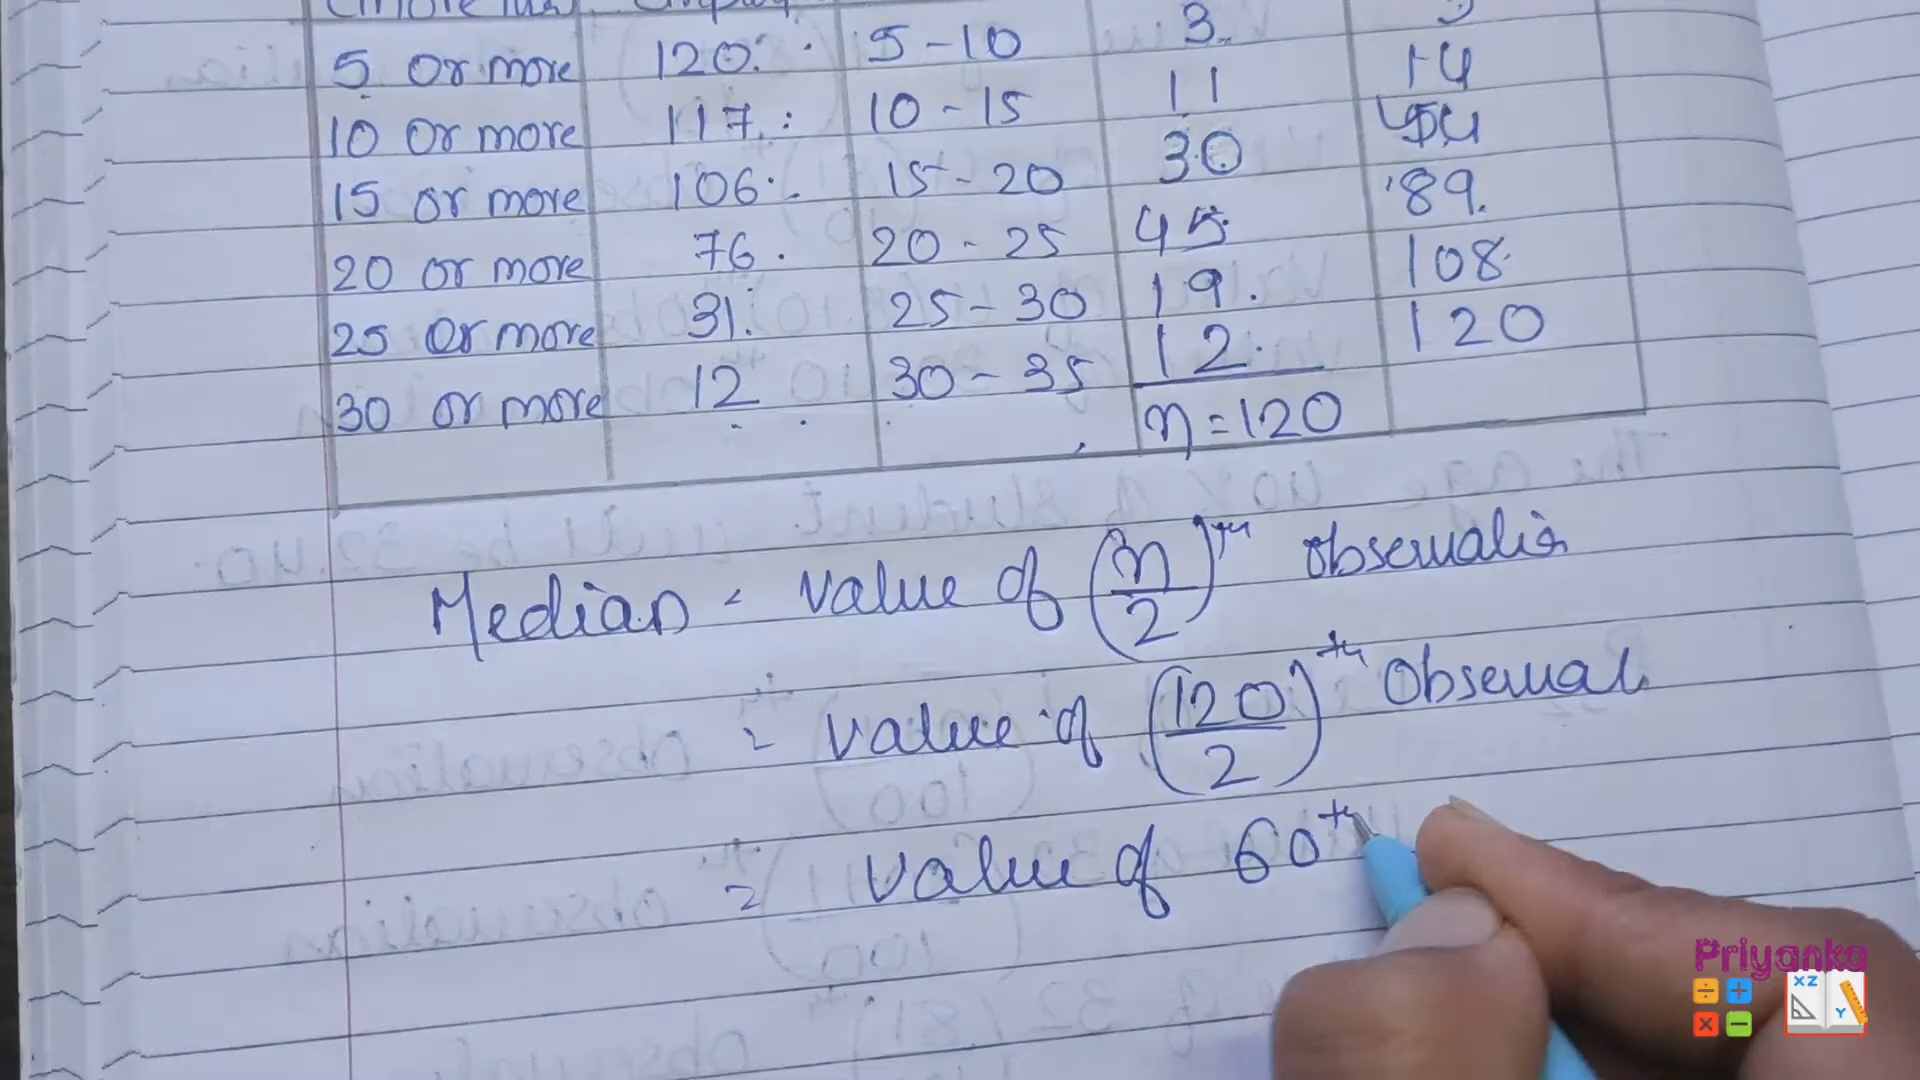 5 or more 120 5-10 3
10 or more 117 10-15 11 14
15 or more 106 15-20 30 54
20 or more 76 20-25 45 89
25 or more 31 25-30 19 108
30 or more 12 30-35 12 120
n=120
Median = value of (n/2)th observation
= value of (120/2)th observat
= value of 60th
Priyanka
XZ
Y